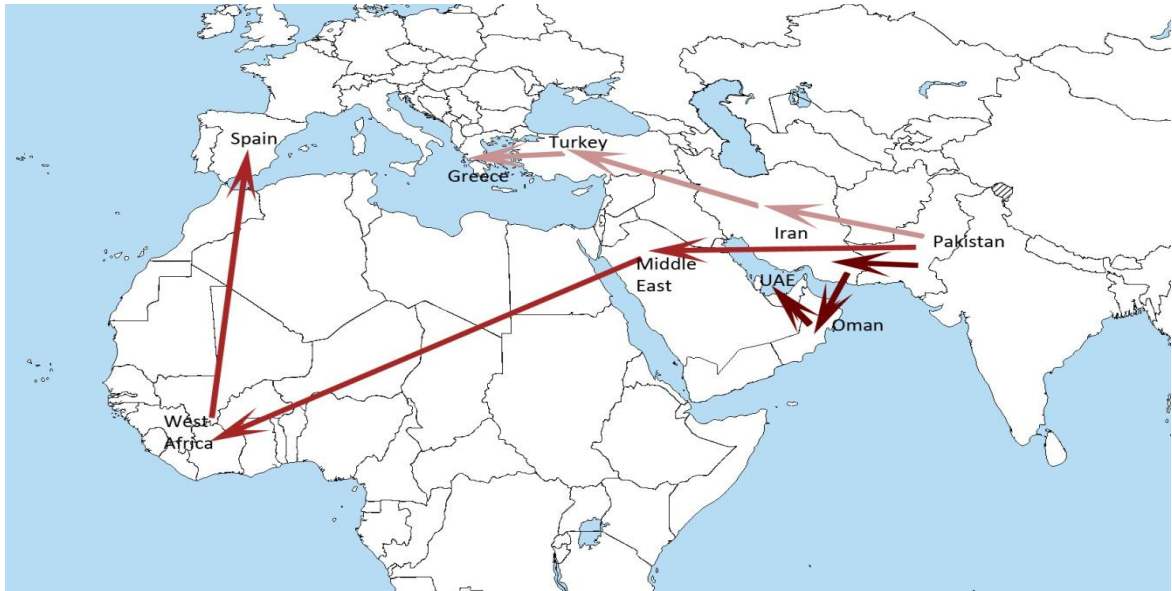 Spain
Turkey
Greece
Iran
Pakistan
Middle
East
UAE
Oman
West
Africa